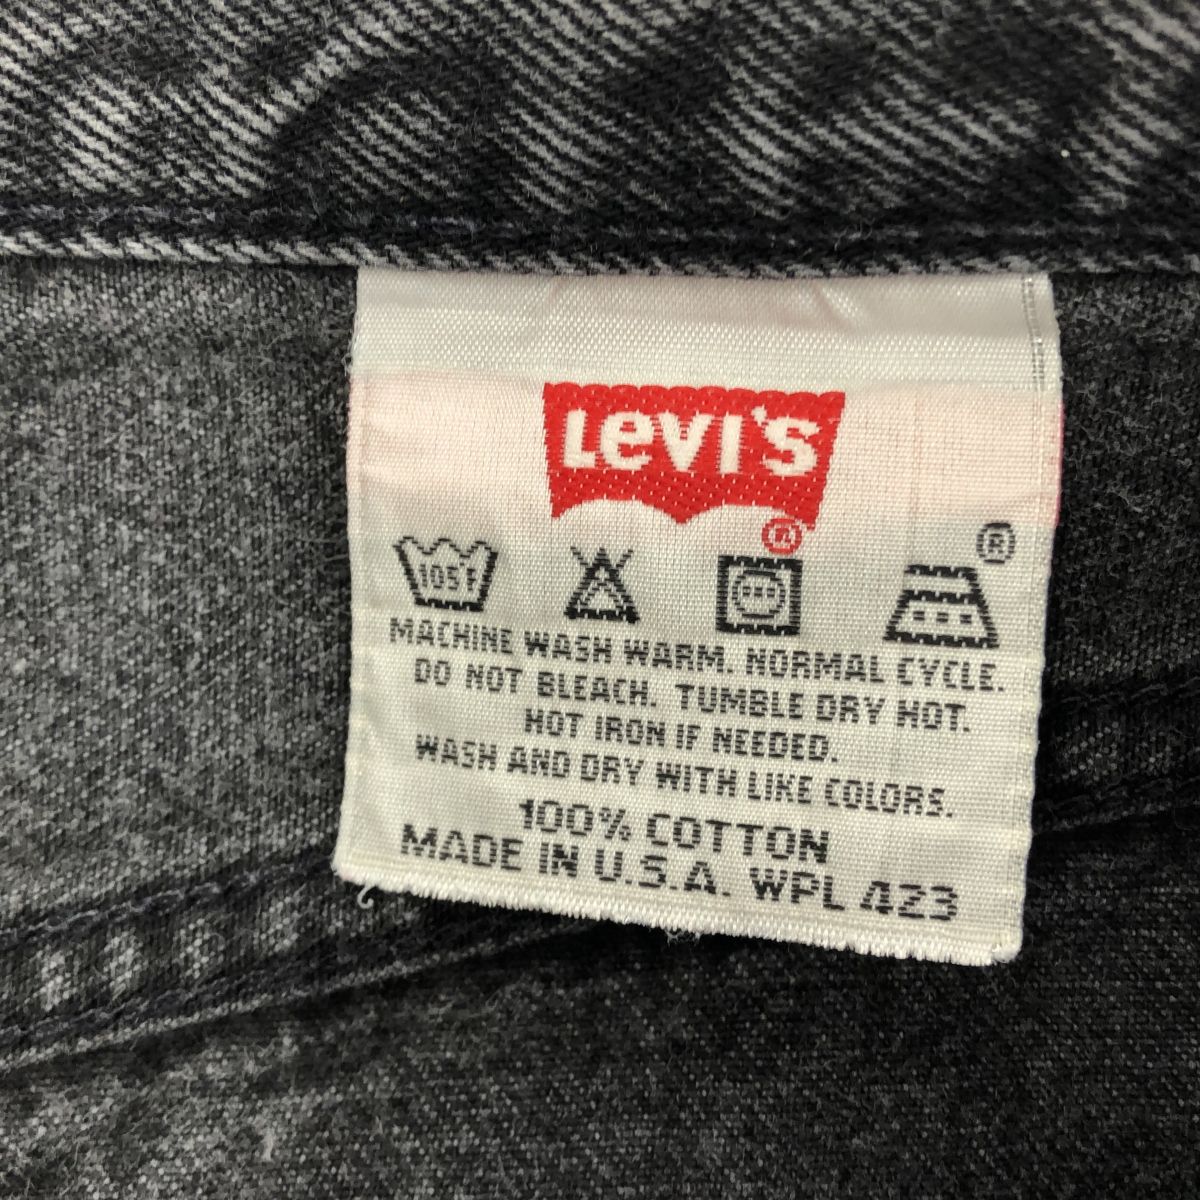 LEVI'S
®
®
105°F
MACHINE WASH WARM. NORMAL CYCLE.
DO NOT BLEACH. TUMBLE DRY HOT.
HOT IRON IF NEEDED.
WASH AND DRY WITH LIKE COLORS.
100% COTTON
MADE IN U.S.A. WPL 423